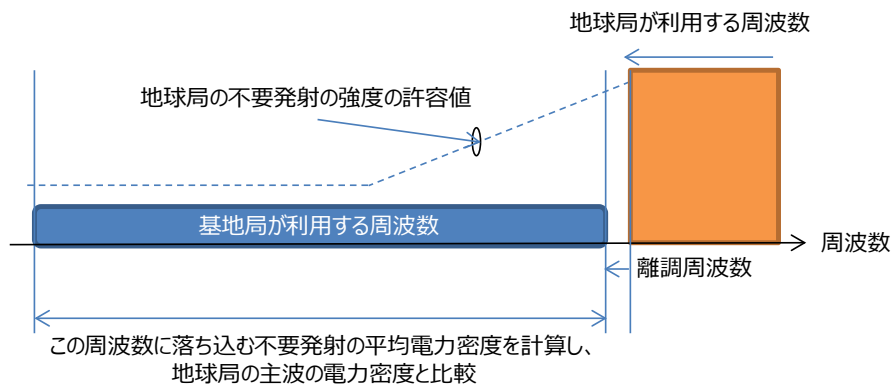 地球局が利用する周波数
地球局の不要発射の強度の許容値
基地局が利用する周波数
周波数
離調周波数
この周波数に落ち込む不要発射の平均電力密度を計算し、
地球局の主波の電力密度と比較